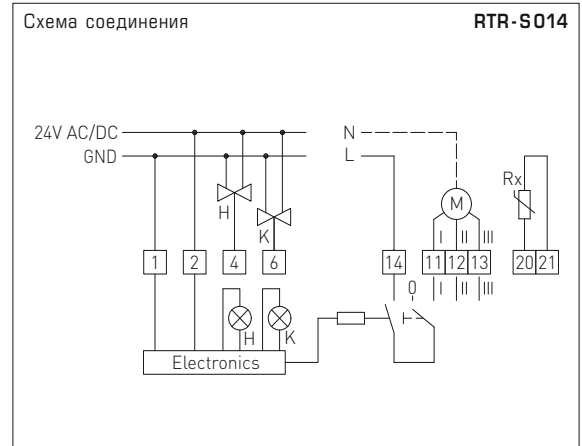 Схема соединения RTR-S014
24V AC/DC N
GND L
Rx
M
H
K
I II III
1 2 4 6 14 11 12 13 20 21
0 I II III
H K
Electronics